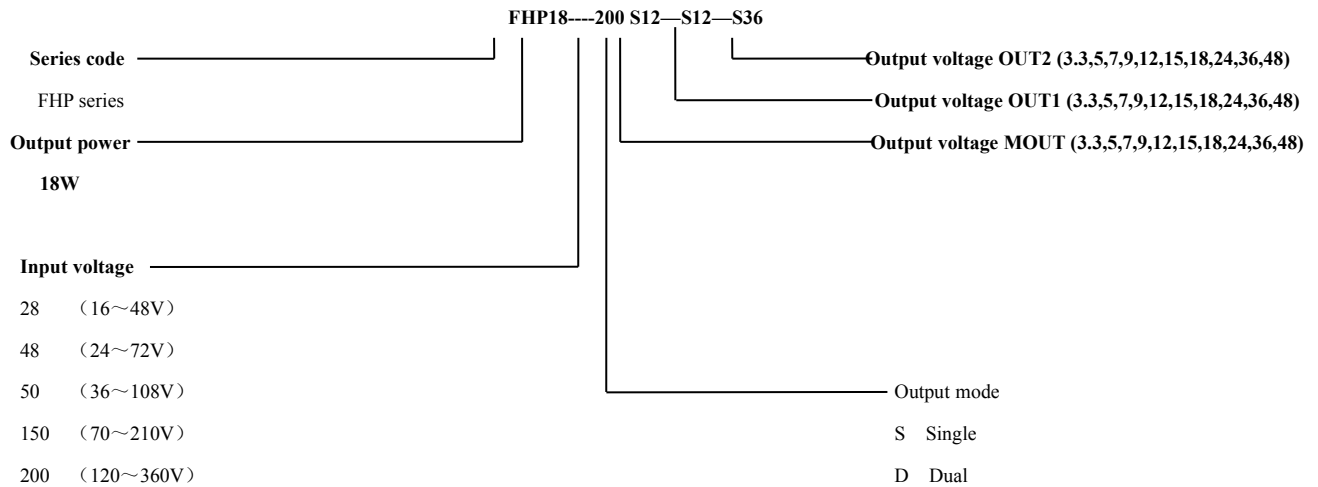 FHP18----200 S12—S12—S36
Series code
Output voltage OUT2 (3.3,5,7,9,12,15,18,24,36,48)
FHP series
Output voltage OUT1 (3.3,5,7,9,12,15,18,24,36,48)
Output power
Output voltage MOUT (3.3,5,7,9,12,15,18,24,36,48)
18W
Input voltage
28 （16～48V）
48 （24～72V）
50 （36～108V）
Output mode
150 （70～210V）
S Single
200 （120～360V）
D Dual